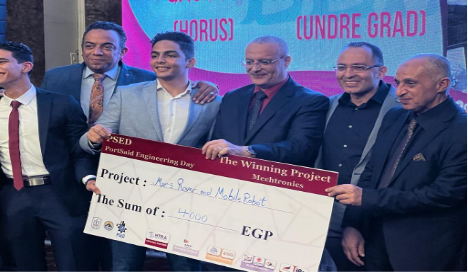 (HORUS)
(UNDRE GRAD)
PSED
PortSaid Engineering Day
The Winning Project
Mechtronics
Project : Mars Rover and Mobile Robot
The Sum of : 4000 EGP